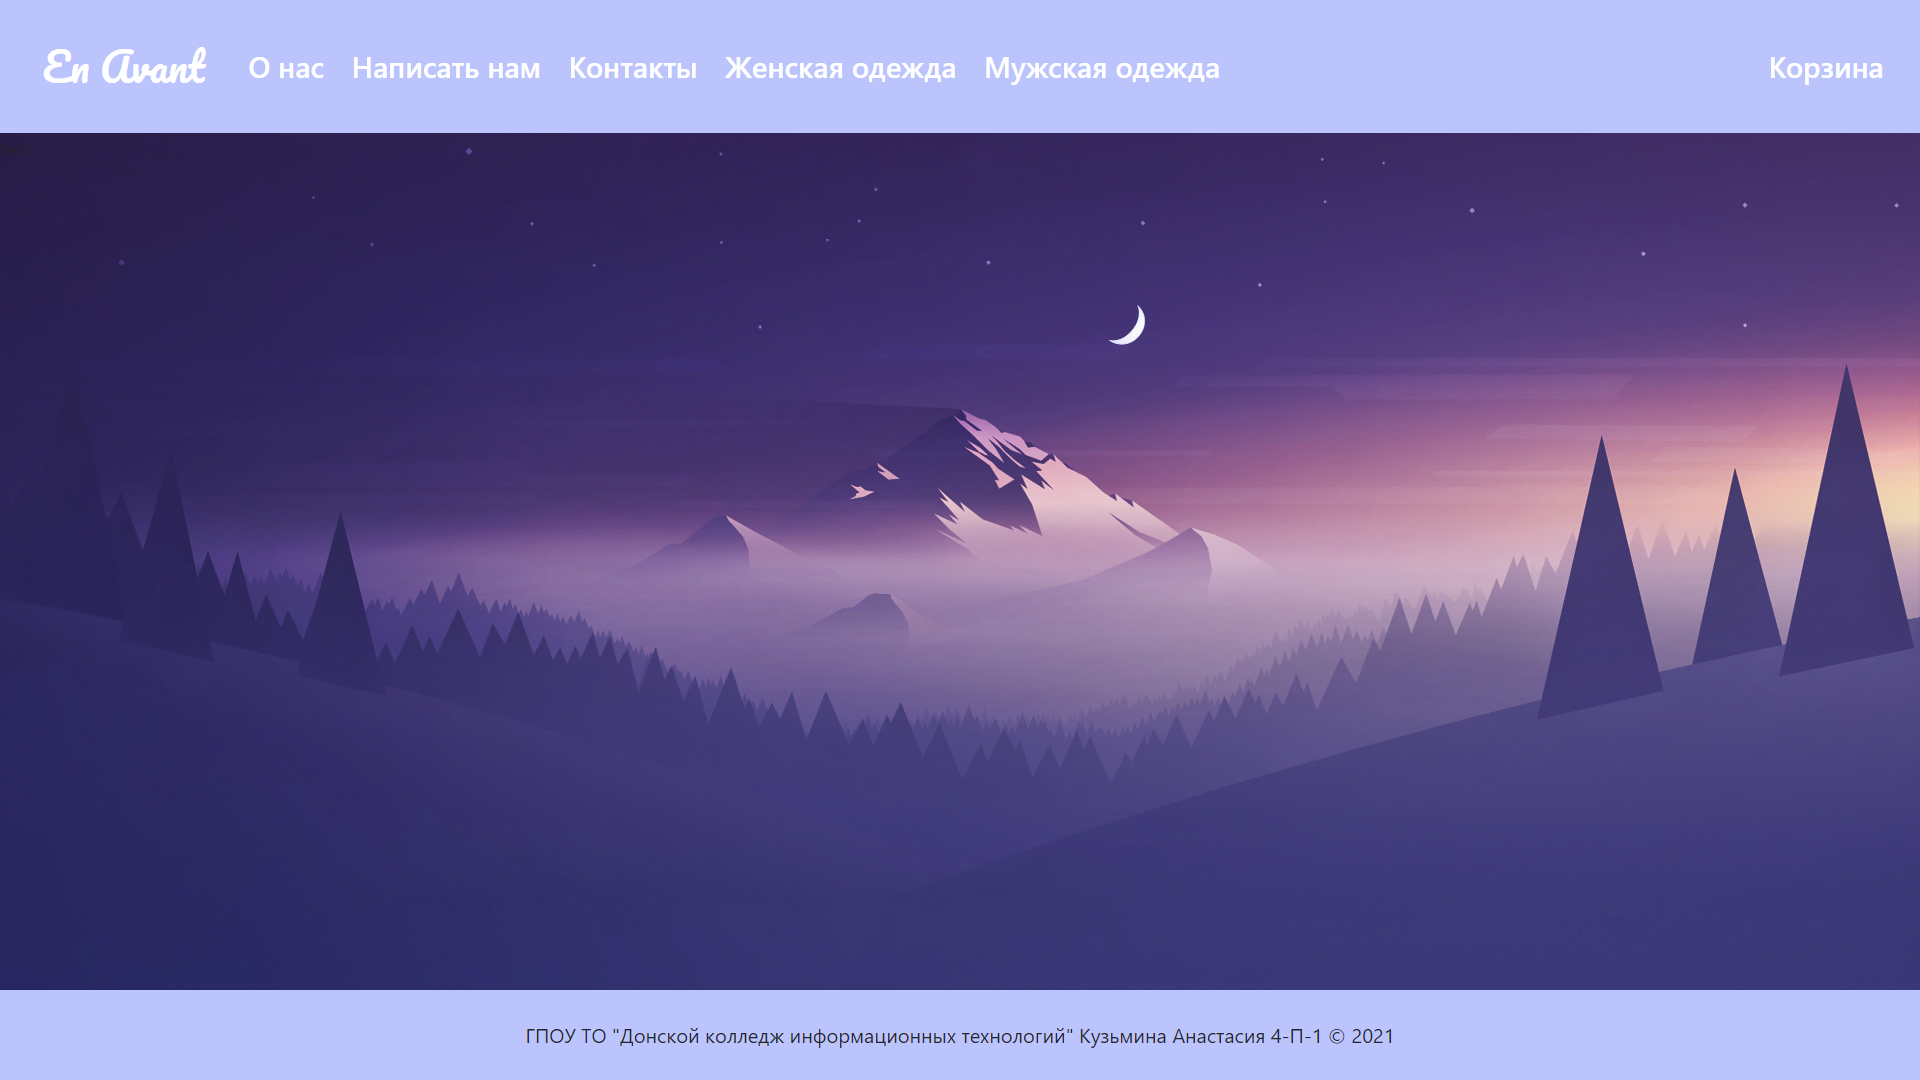 En Avant
О нас
Написать нам
Контакты
Женская одежда
Мужская одежда
Корзина
ГПОУ ТО "Донской колледж информационных технологий" Кузьмина Анастасия 4-П-1 © 2021